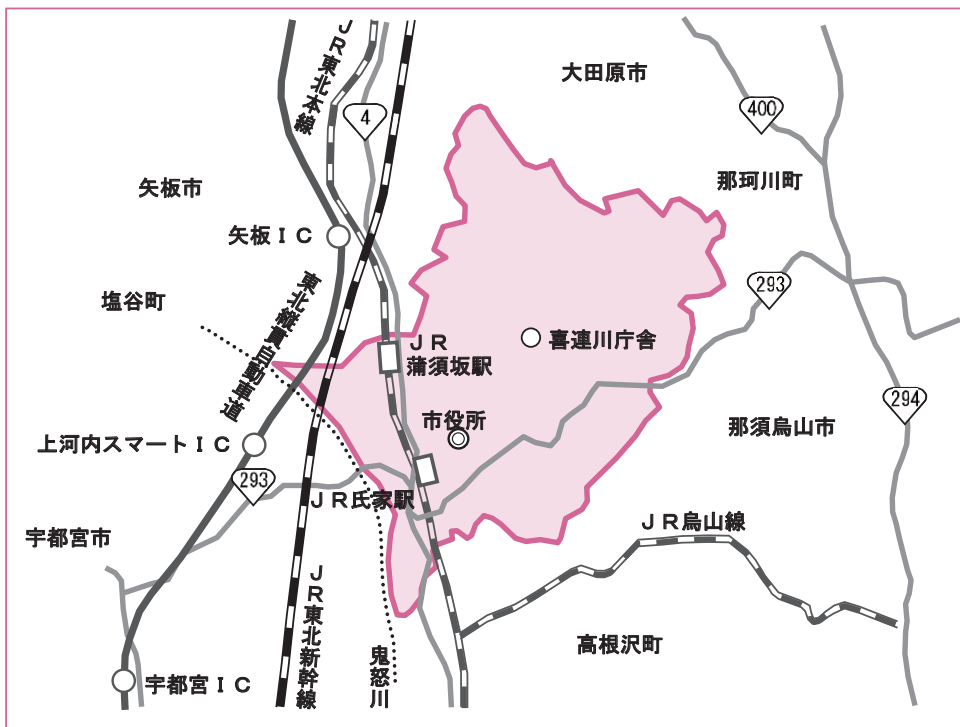 JR東北本線
4
大田原市
400
矢板市
那珂川町
矢板IC
293
塩谷町
東北縦貫自動車道
JR
蒲須坂駅
喜連川庁舎
294
市役所
那須烏山市
上河内スマートIC
293
JR氏家駅
JR烏山線
宇都宮市
JR東北新幹線
高根沢町
鬼怒川
宇都宮IC